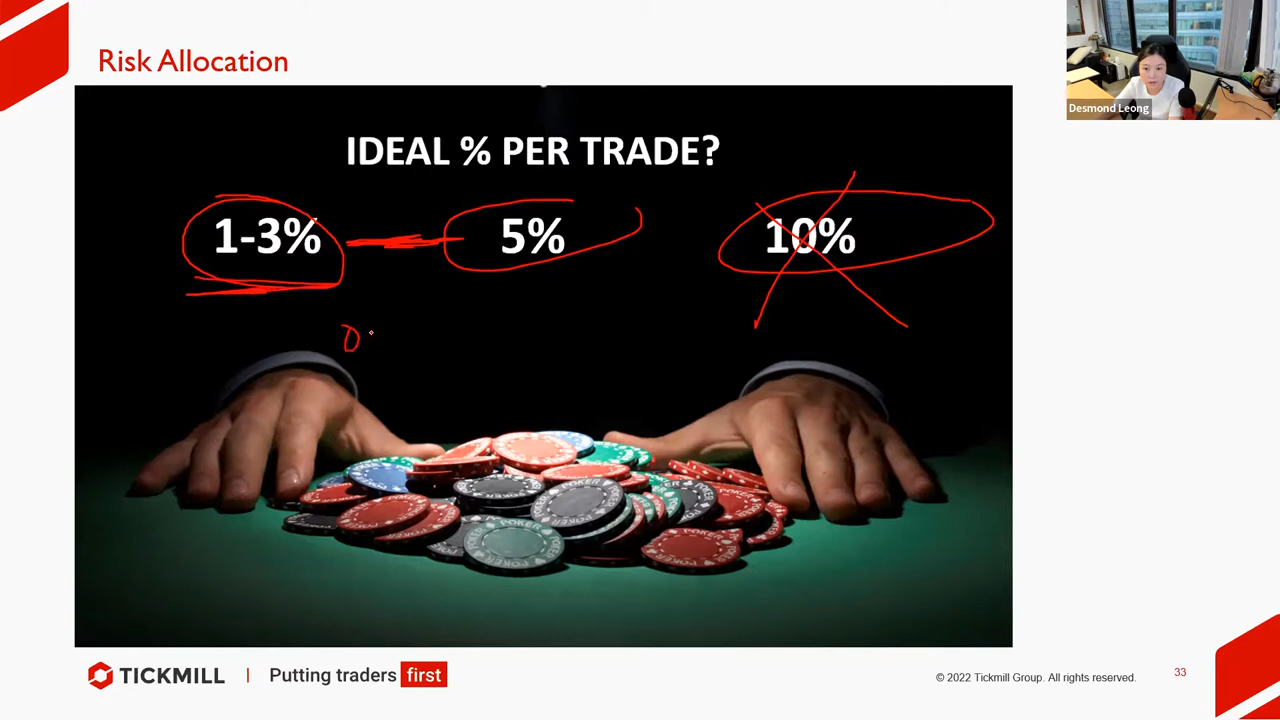 Risk Allocation
Desmond Leong
IDEAL % PER TRADE?
1-3% 5% 10%
TICKMILL | Putting traders first
© 2022 Tickmill Group. All rights reserved. 33